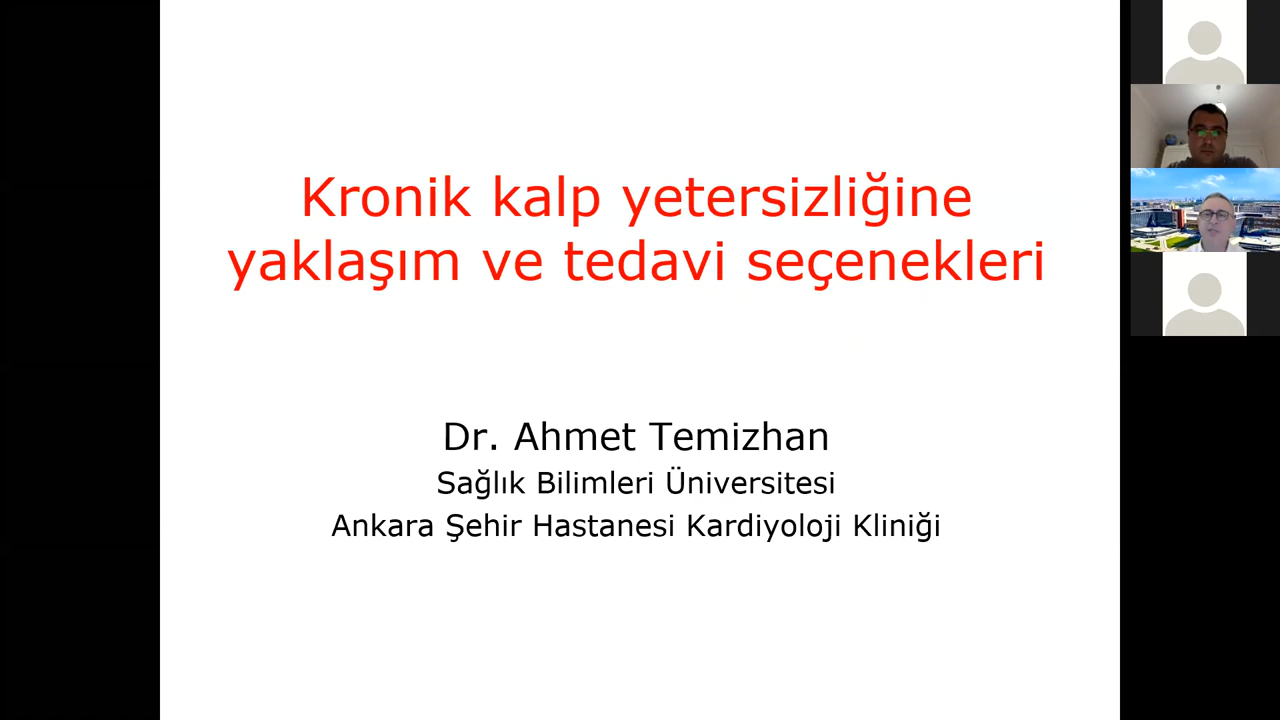 Kronik kalp yetersizliğine
yaklaşım ve tedavi seçenekleri
Dr. Ahmet Temizhan
Sağlık Bilimleri Üniversitesi
Ankara Şehir Hastanesi Kardiyoloji Kliniği